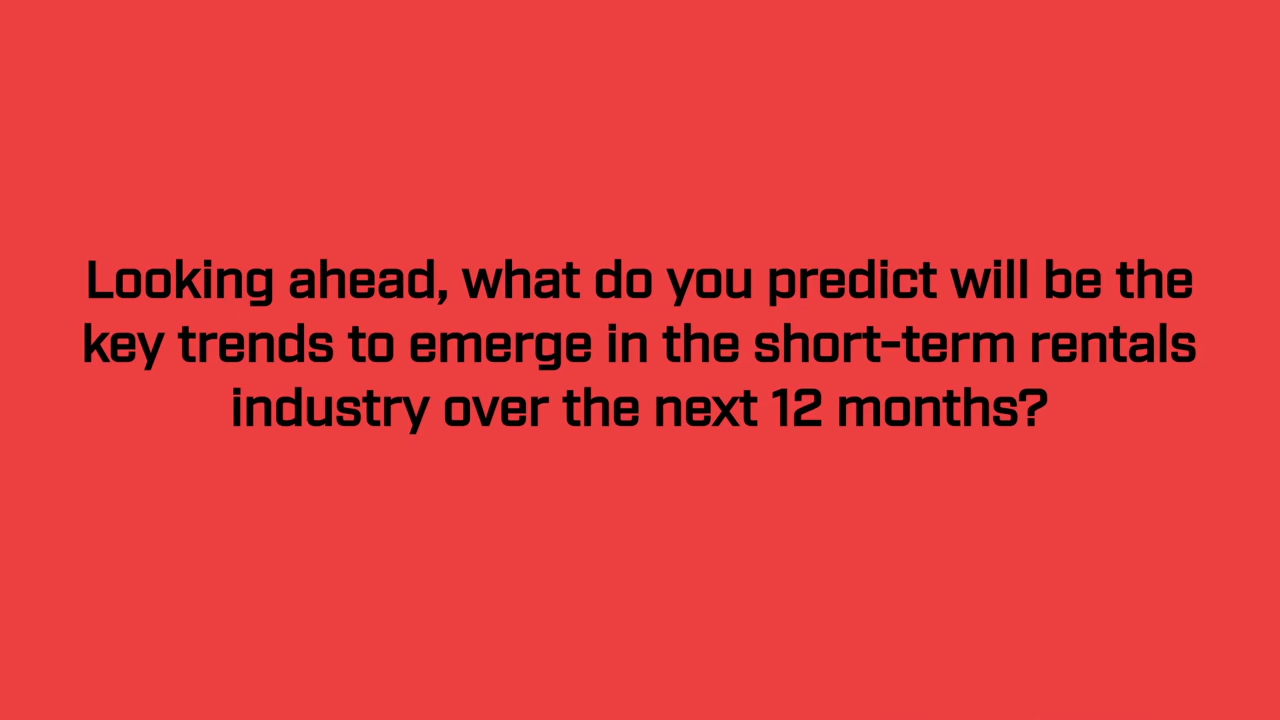 Looking ahead, what do you predict will be the
key trends to emerge in the short-term rentals
industry over the next 12 months?